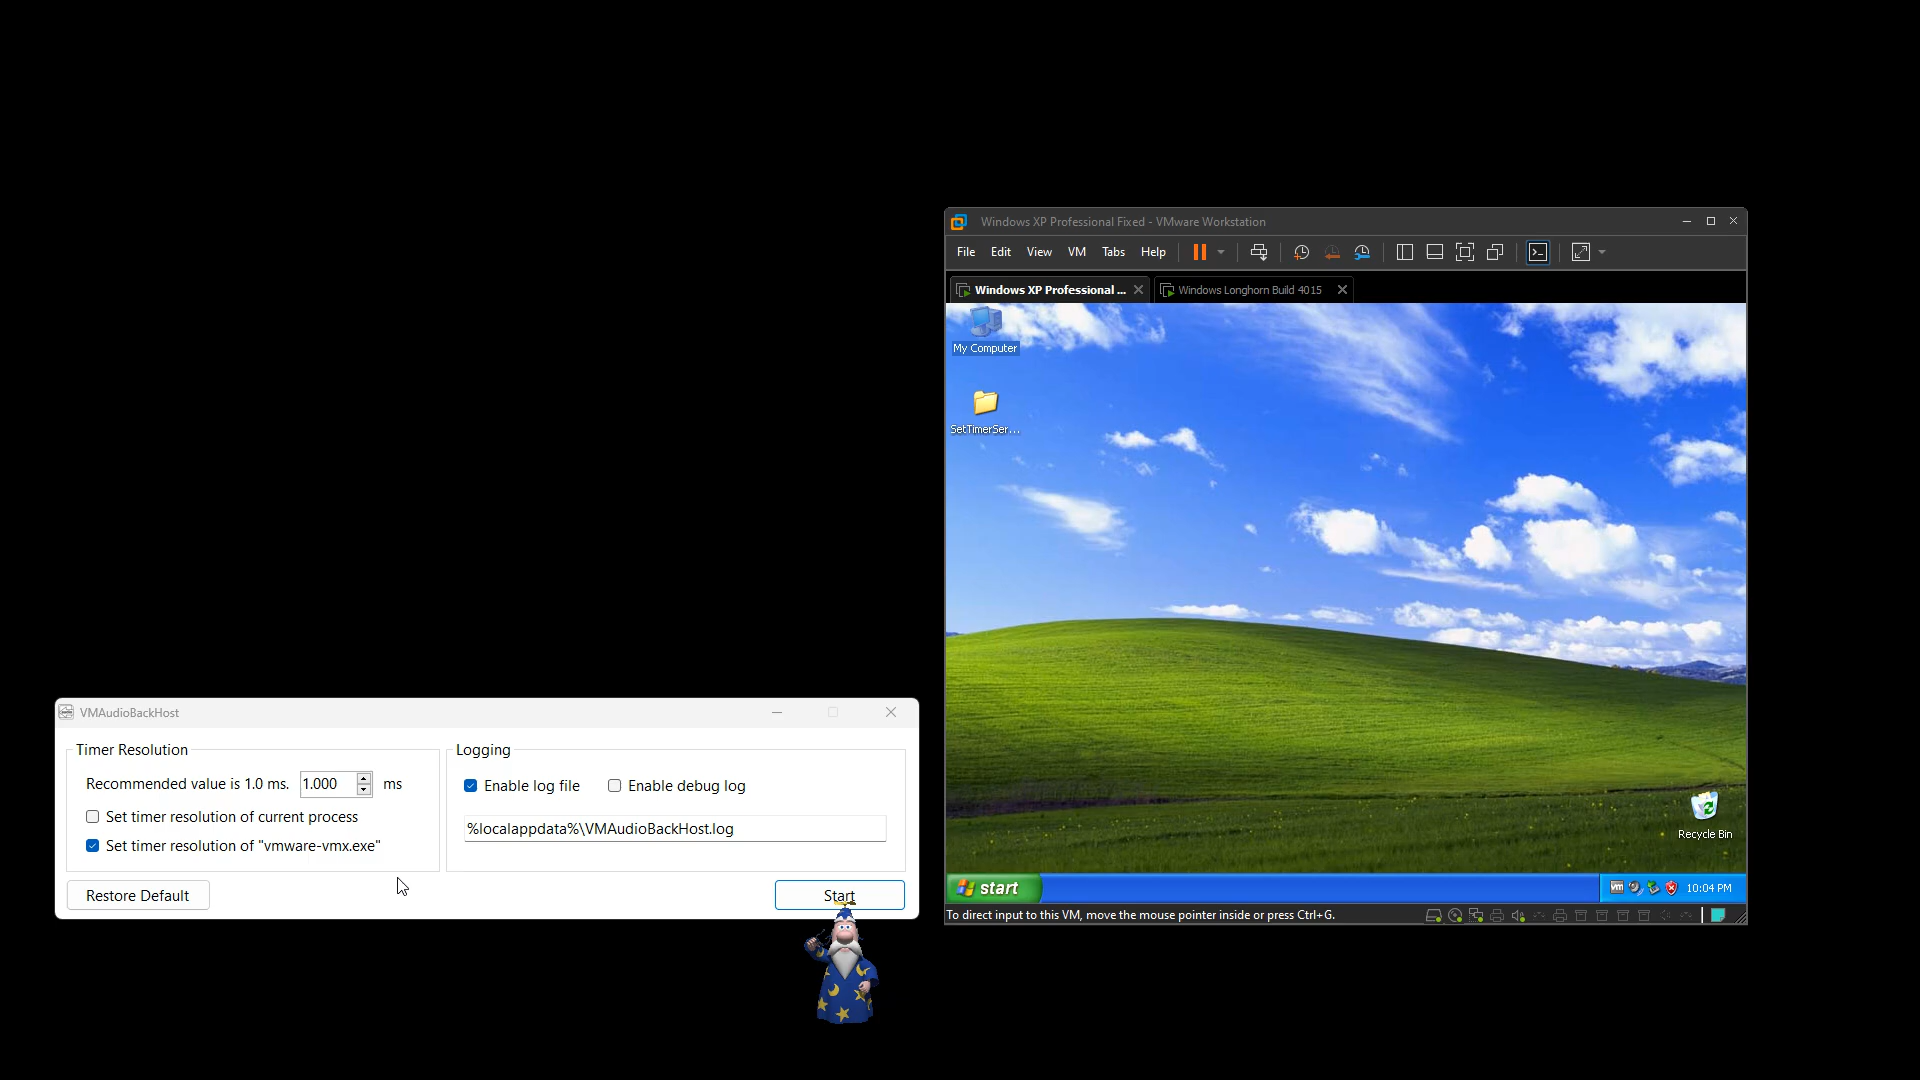 Windows XP Professional Fixed - VMware Workstation
File Edit View VM Tabs Help
Windows XP Professional ...
Windows Longhorn Build 4015
My Computer
SetTimerSer...
Recycle Bin
start
10:04 PM
To direct input to this VM, move the mouse pointer inside or press Ctrl+G.
VMAudioBackHost
Timer Resolution
Recommended value is 1.0 ms. 1.000 ms
Set timer resolution of current process
Set timer resolution of "vmware-vmx.exe"
Logging
Enable log file
Enable debug log
%localappdata%\VMAudioBackHost.log
Restore Default
Start